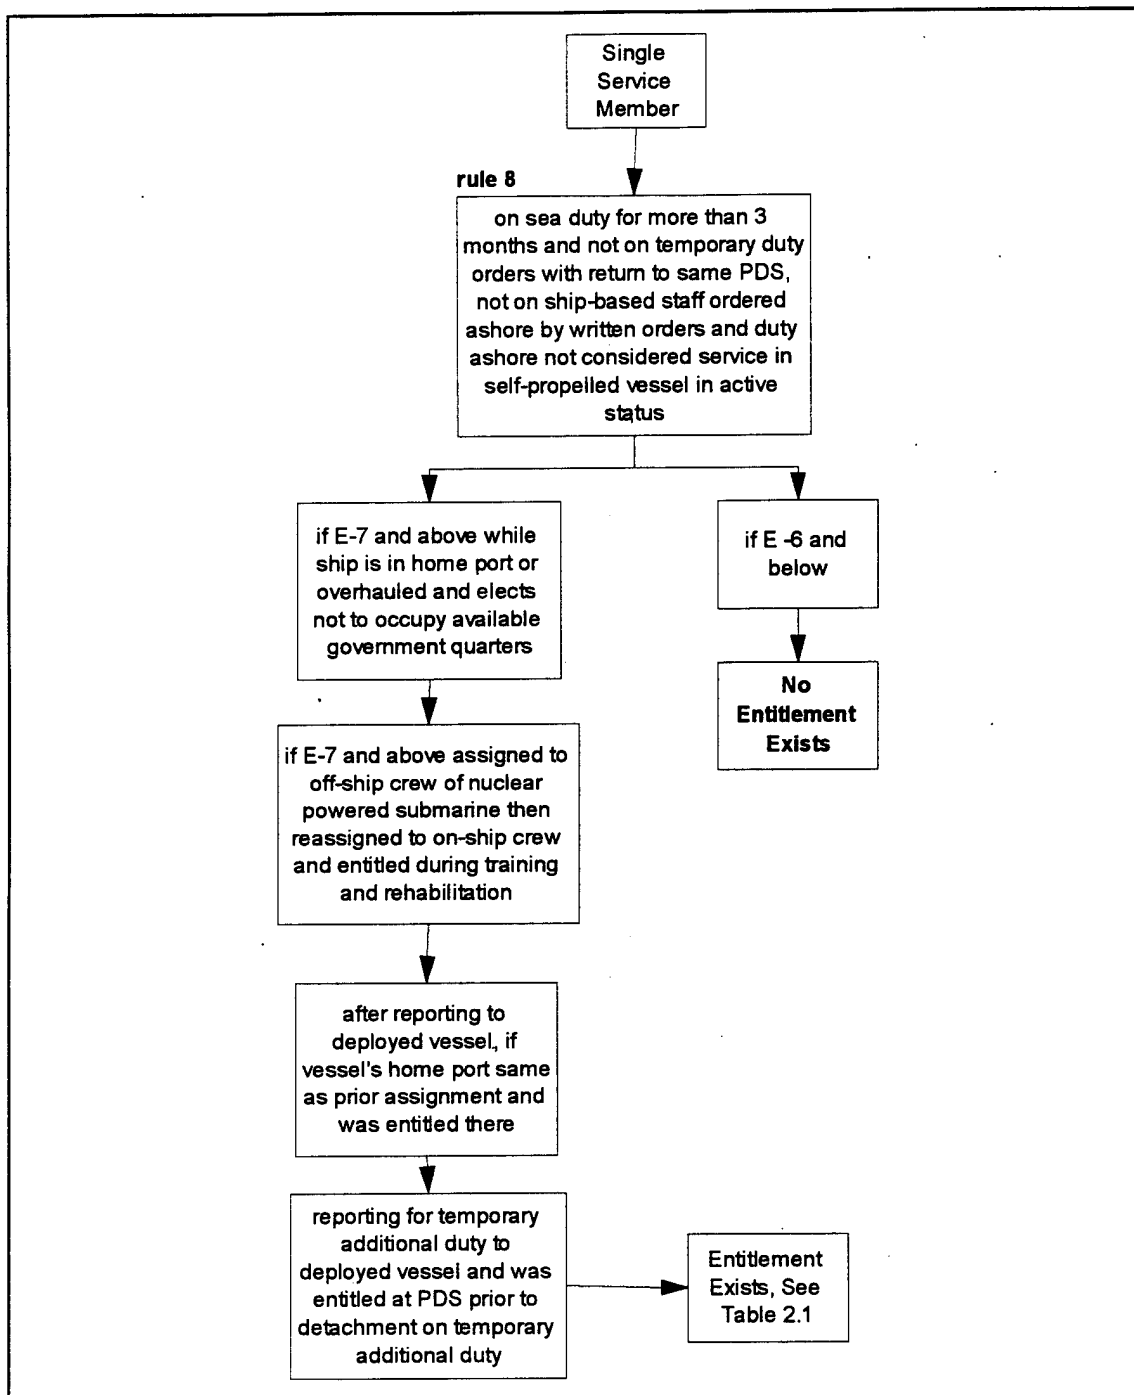 Single
Service
Member
rule 8
on sea duty for more than 3
months and not on temporary duty
orders with return to same PDS,
not on ship-based staff ordered
ashore by written orders and duty
ashore not considered service in
self-propelled vessel in active
status
if E-7 and above while
ship is in home port or
overhauled and elects
not to occupy available
government quarters
if E -6 and
below
No
Entitlement
Exists
if E-7 and above assigned to
off-ship crew of nuclear
powered submarine then
reassigned to on-ship crew
and entitled during training
and rehabilitation
after reporting to
deployed vessel, if
vessel's home port same
as prior assignment and
was entitled there
reporting for temporary
additional duty to
deployed vessel and was
entitled at PDS prior to
detachment on temporary
additional duty
Entitlement
Exists, See
Table 2.1